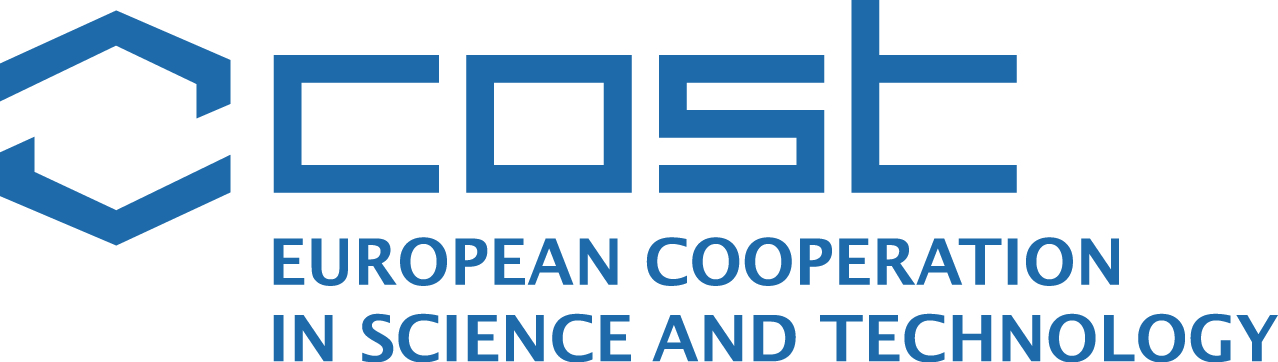 cost
EUROPEAN COOPERATION
IN SCIENCE AND TECHNOLOGY